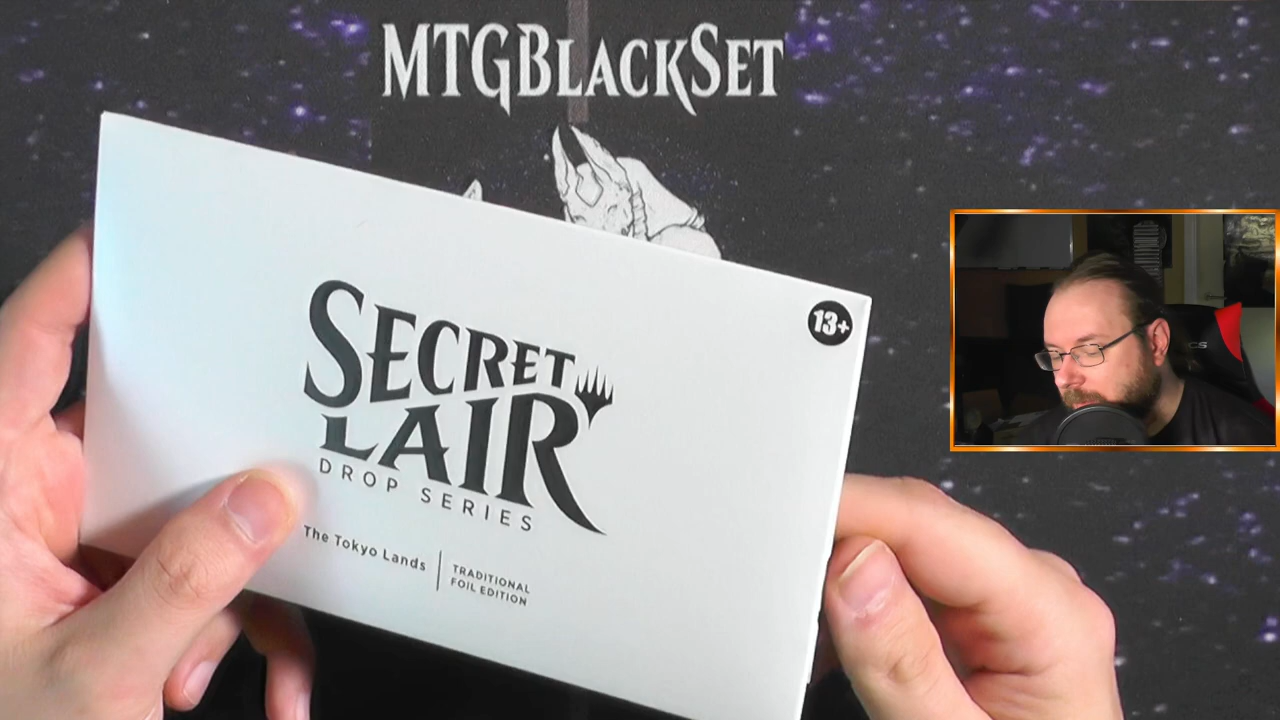 MTGBLACKSET
13+
SECRET
LAIR
DROP SERIES
The Tokyo Lands
TRADITIONAL
FOIL EDITION